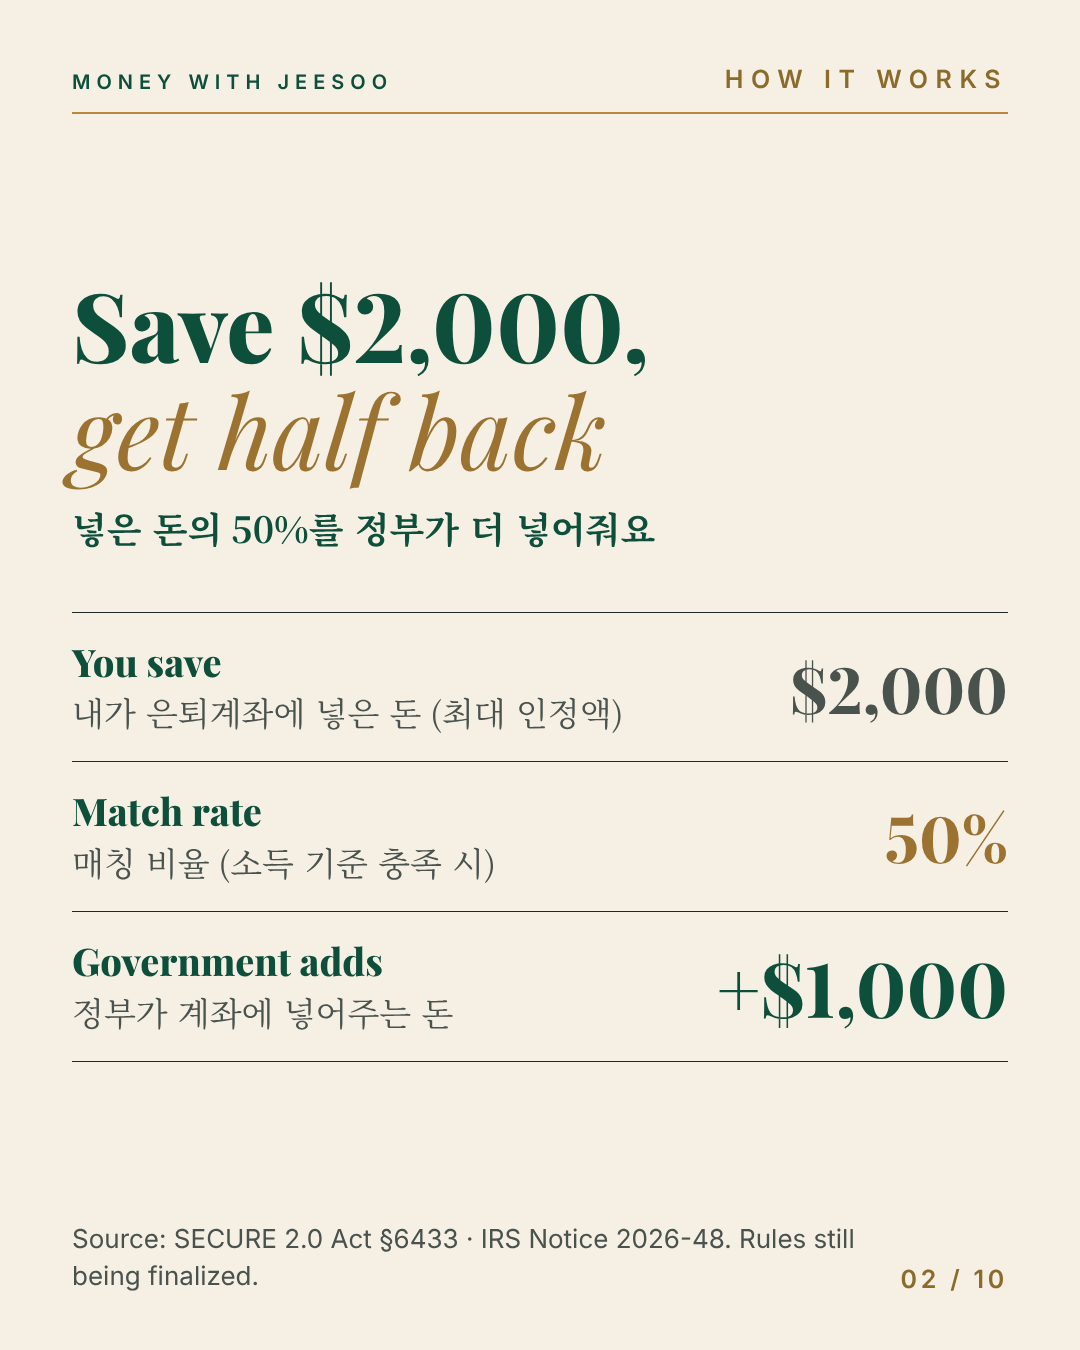 MONEY WITH JEESOO
HOW IT WORKS
Save $2,000,
get half back
넣은 돈의 50%를 정부가 더 넣어줘요
You save
내가 은퇴계좌에 넣은 돈 (최대 인정액)
$2,000
Match rate
매칭 비율 (소득 기준 충족 시)
50%
Government adds
정부가 계좌에 넣어주는 돈
+$1,000
Source: SECURE 2.0 Act §6433 · IRS Notice 2026-48. Rules still
being finalized.
02 / 10